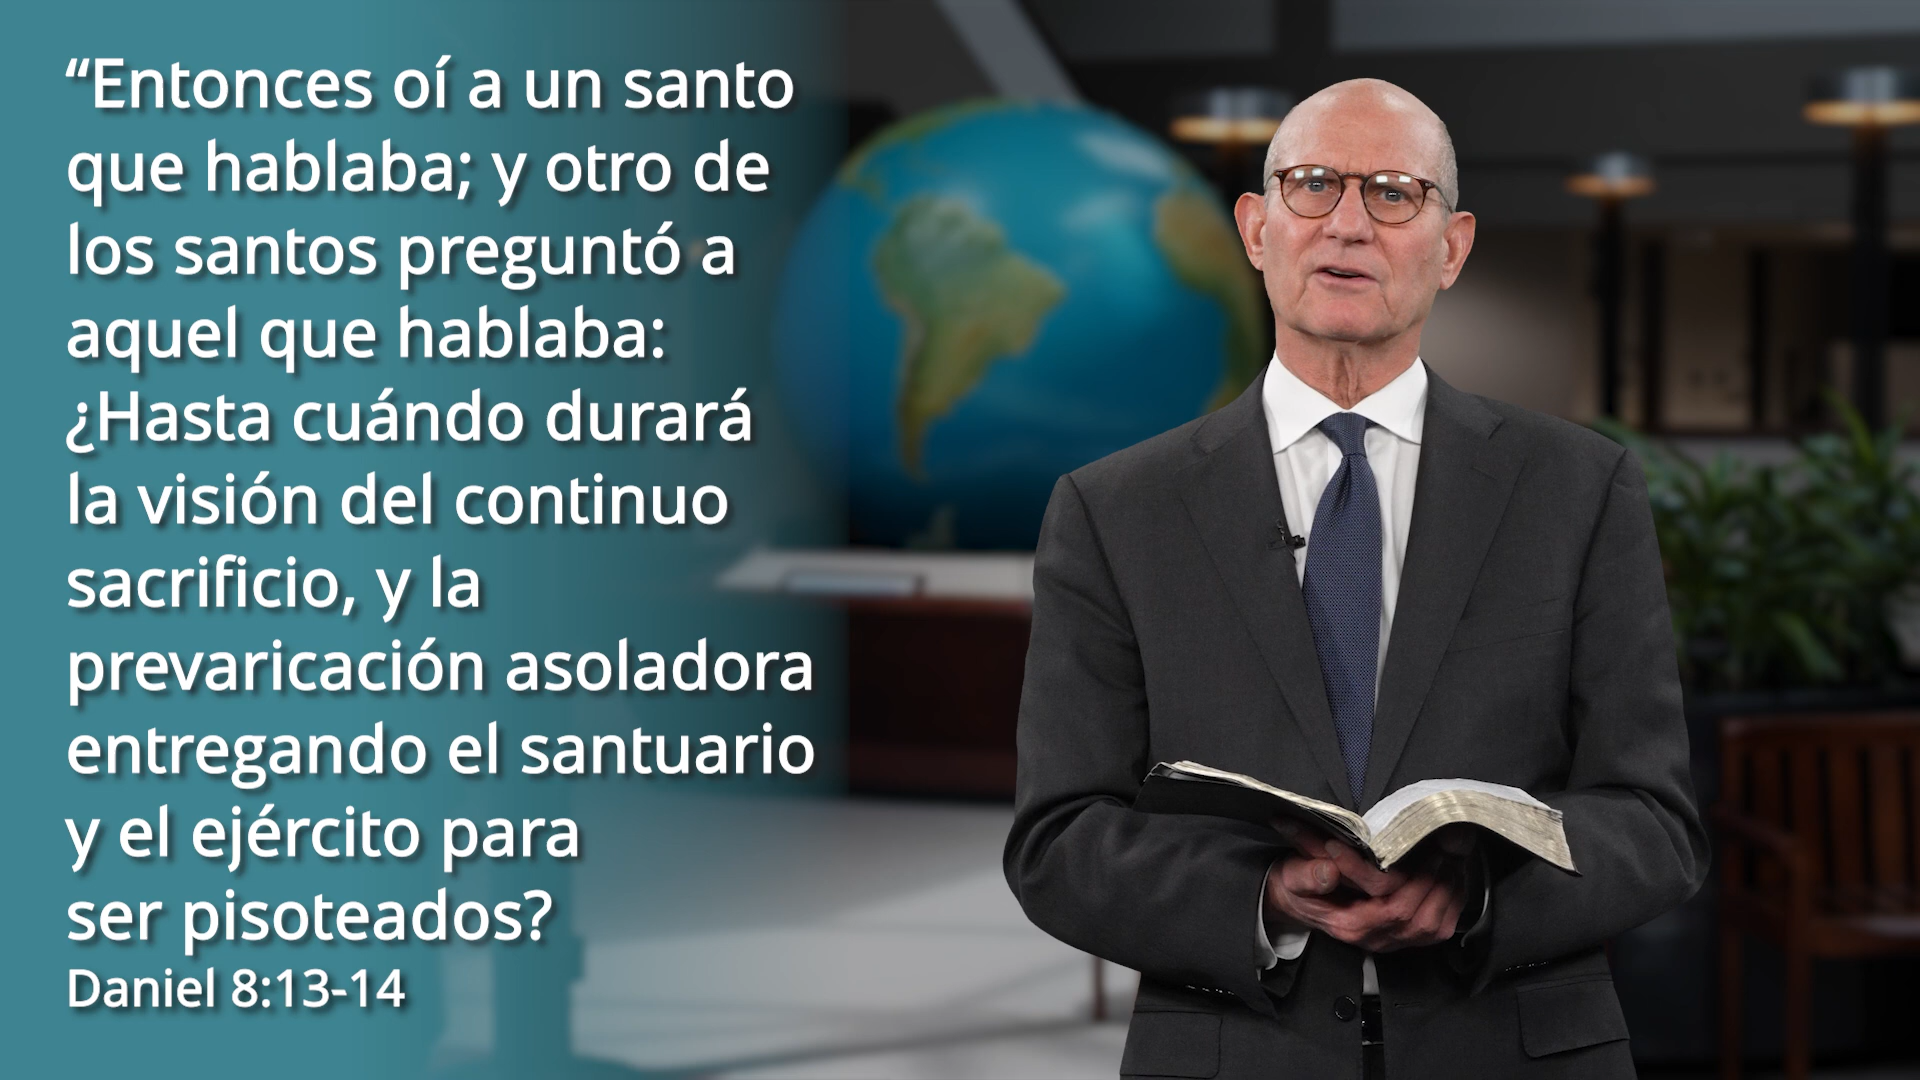 “Entonces oí a un santo
que hablaba; y otro de
los santos preguntó a
aquel que hablaba:
¿Hasta cuándo durará
la visión del continuo
sacrificio, y la
prevaricación asoladora
entregando el santuario
y el ejército para
ser pisoteados?
Daniel 8:13-14